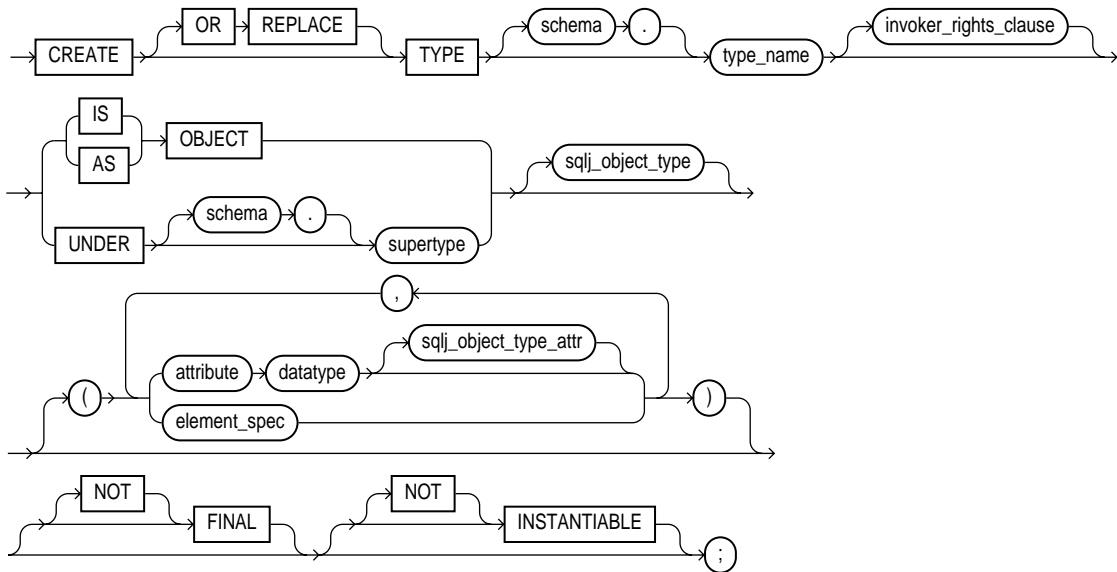 CREATE OR REPLACE TYPE schema . type_name invoker_rights_clause
IS
AS
OBJECT
UNDER schema . supertype
sqlj_object_type
,
( attribute datatype sqlj_object_type_attr
element_spec )
NOT FINAL NOT INSTANTIABLE ;